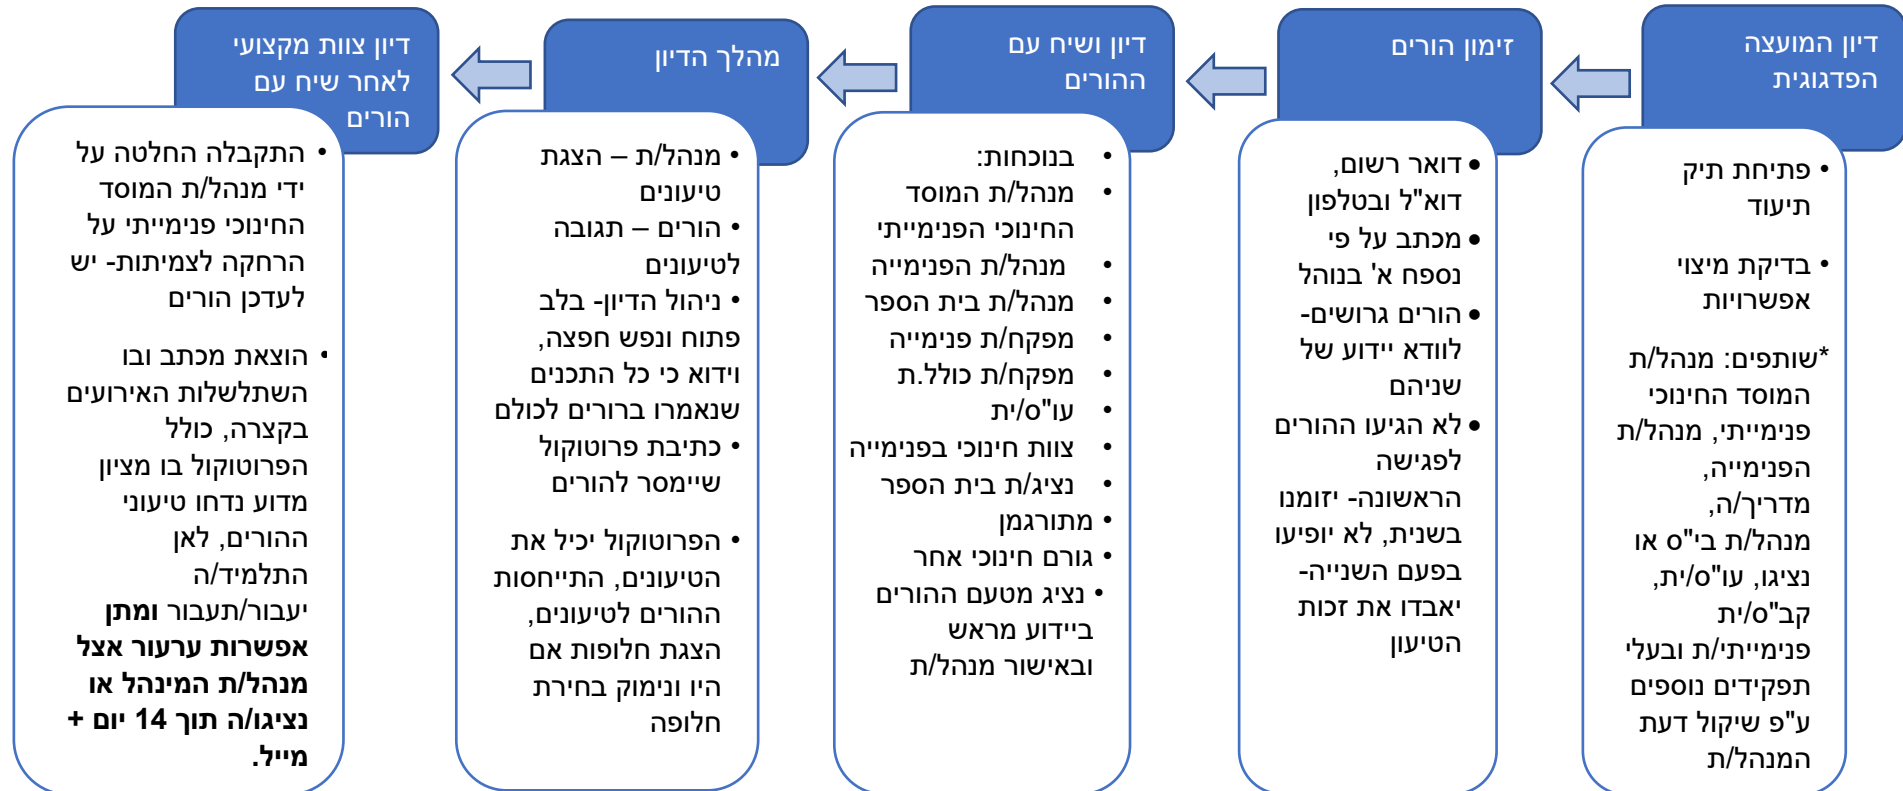 דיון המועצה
הפדגוגית
• פתיחת תיק
תיעוד
• בדיקת מיצוי
אפשרויות
*שותפים: מנהל/ת
המוסד החינוכי
פנימייתי, מנהל/ת
הפנימייה,
מדריך/ה,
מנהל/ת בי"ס או
נציגו, עו"ס/ית,
קב"ס/ית
פנימייתי/ת ובעלי
תפקידים נוספים
ע"פ שיקול דעת
המנהל/ת
זימון הורים
• דואר רשום,
דוא"ל ובטלפון
• מכתב על פי
נספח א' בנוהל
• הורים גרושים-
לוודא יידוע של
שניהם
• לא הגיעו ההורים
לפגישה
הראשונה- יזומנו
בשנית, לא יופיעו
בפעם השנייה-
יאבדו את זכות
הטיעון
דיון ושיח עם
ההורים
• בנוכחות:
• מנהל/ת המוסד
החינוכי הפנימייתי
• מנהל/ת הפנימייה
• מנהל/ת בית הספר
• מפקח/ת פנימייה
• מפקח/ת כולל.ת
• עו"ס/ית
• צוות חינוכי בפנימייה
• נציג/ת בית הספר
• מתורגמן
• גורם חינוכי אחר
• נציג מטעם ההורים
ביידוע מראש
ובאישור מנהל/ת
מהלך הדיון
• מנהל/ת – הצגת
טיעונים
• הורים – תגובה
לטיעונים
• ניהול הדיון- בלב
פתוח ונפש חפצה,
וידוא כי כל התכנים
שנאמרו ברורים לכולם
• כתיבת פרוטוקול
שיימסר להורים
• הפרוטוקול יכיל את
הטיעונים, התייחסות
ההורים לטיעונים,
הצגת חלופות אם
היו ונימוק בחירת
חלופה
דיון צוות מקצועי
לאחר שיח עם
הורים
• התקבלה החלטה על
ידי מנהל/ת המוסד
החינוכי פנימייתי על
הרחקה לצמיתות- יש
לעדכן הורים
• הוצאת מכתב ובו
השתלשלות האירועים
בקצרה, כולל
הפרוטוקול בו מציון
מדוע נדחו טיעוני
ההורים, לאן
התלמיד/ה
יעבור/תעבור ומתן
אפשרות ערעור אצל
מנהל/ת המינהל או
נציגו/ה תוך 14 יום +
מייל.